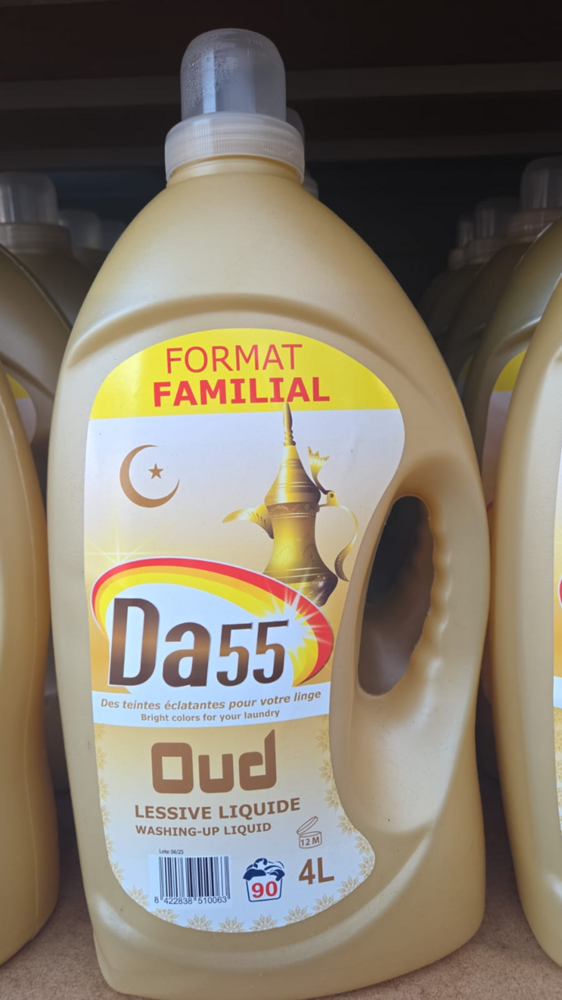 FORMAT
FAMILIAL
Da55
Des teintes éclatantes pour votre linge
Bright colors for your laundry
Oud
LESSIVE LIQUIDE
WASHING-UP LIQUID
12 M
Lote: 06/25
8 422838 510063
90
4L